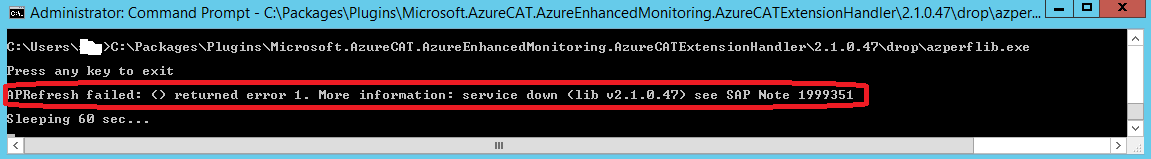 Administrator: Command Prompt - C:\Packages\Plugins\Microsoft.AzureCAT.AzureEnhancedMonitoring.AzureCATExtensionHandler\2.1.0.47\drop\azperf...
C:\Users\>C:\Packages\Plugins\Microsoft.AzureCAT.AzureEnhancedMonitoring.AzureCATExtensionHandler\2.1.0.47\drop\azperflib.exe
Press any key to exit
APRefresh failed: () returned error 1. More information: service down (lib v2.1.0.47) see SAP Note 1999351
Sleeping 60 sec...